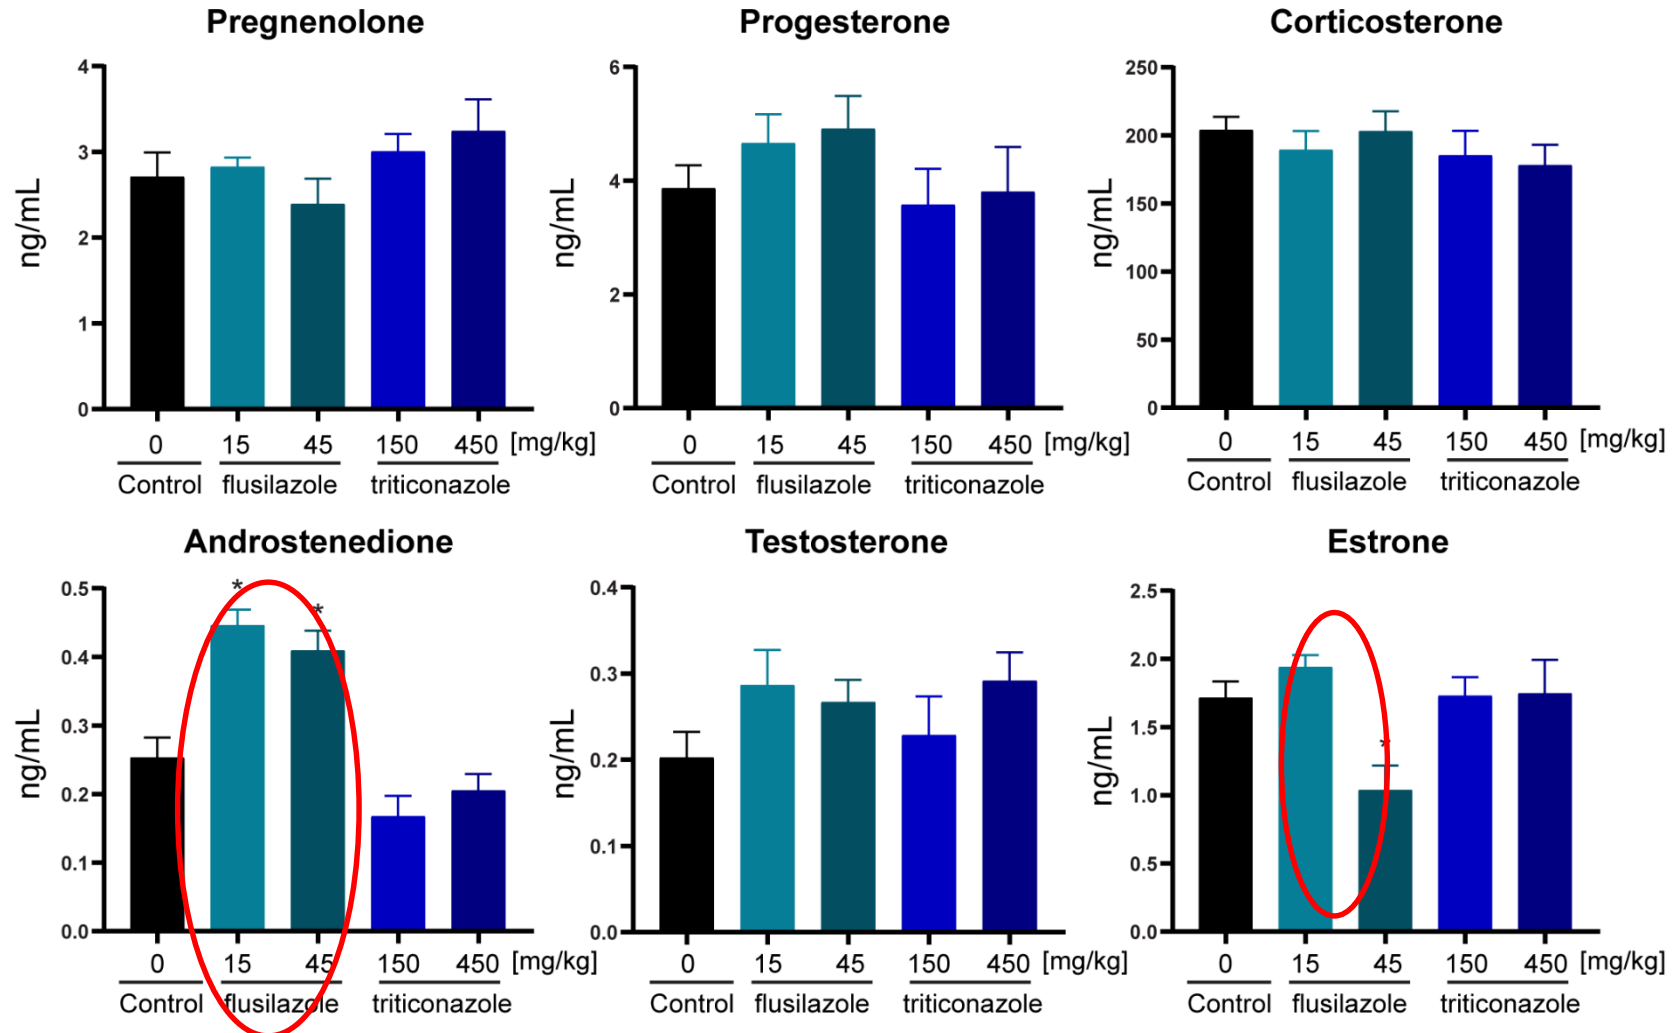 Pregnenolone
4
3
2
1
0
ng/mL
0 15 45 150 450 [mg/kg]
Control flusilazole triticonazole
Progesterone
6
4
2
0
ng/mL
0 15 45 150 450 [mg/kg]
Control flusilazole triticonazole
Corticosterone
250
200
150
100
50
0
ng/mL
0 15 45 150 450 [mg/kg]
Control flusilazole triticonazole
Androstenedione
* *
0.5
0.4
0.3
0.2
0.1
0.0
ng/mL
0 15 45 150 450 [mg/kg]
Control flusilazole triticonazole
Testosterone
0.4
0.3
0.2
0.1
0.0
ng/mL
0 15 45 150 450 [mg/kg]
Control flusilazole triticonazole
Estrone
2.5
2.0
1.5
1.0
0.5
0.0
ng/mL
*
0 15 45 150 450 [mg/kg]
Control flusilazole triticonazole